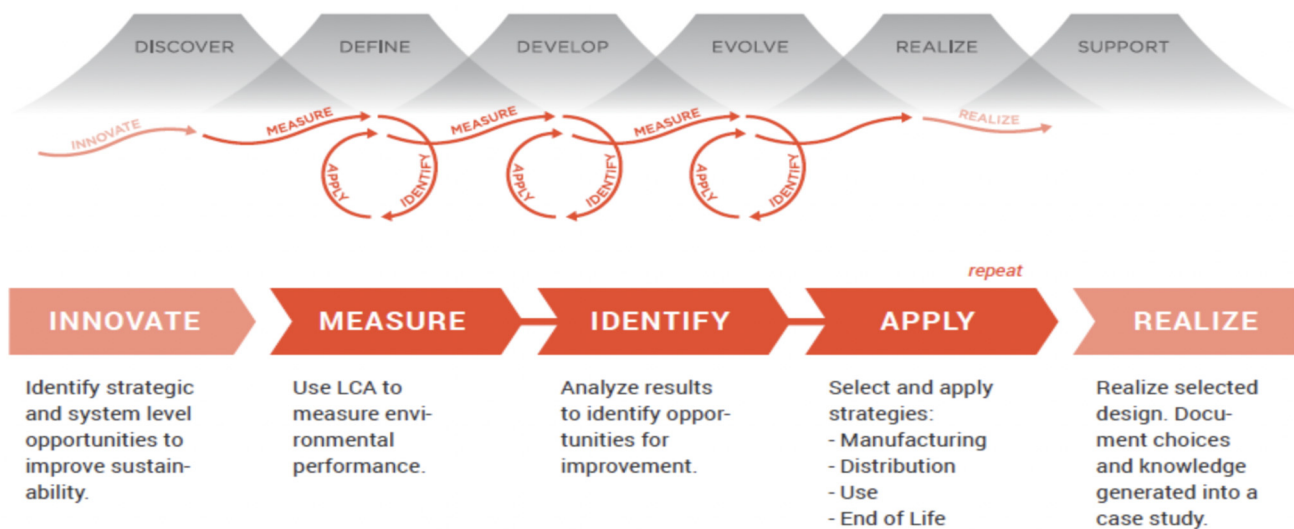 DISCOVER
DEFINE
DEVELOP
EVOLVE
REALIZE
SUPPORT
INNOVATE
MEASURE
APPLY
IDENTIFY
MEASURE
APPLY
IDENTIFY
MEASURE
APPLY
IDENTIFY
REALIZE
repeat
INNOVATE
MEASURE
IDENTIFY
APPLY
REALIZE
Identify strategic
and system level
opportunities to
improve sustain-
ability.
Use LCA to
measure envi-
ronmental
performance.
Analyze results
to identify oppor-
tunities for
improvement.
Select and apply
strategies:
- Manufacturing
- Distribution
- Use
- End of Life
Realize selected
design. Docu-
ment choices
and knowledge
generated into a
case study.